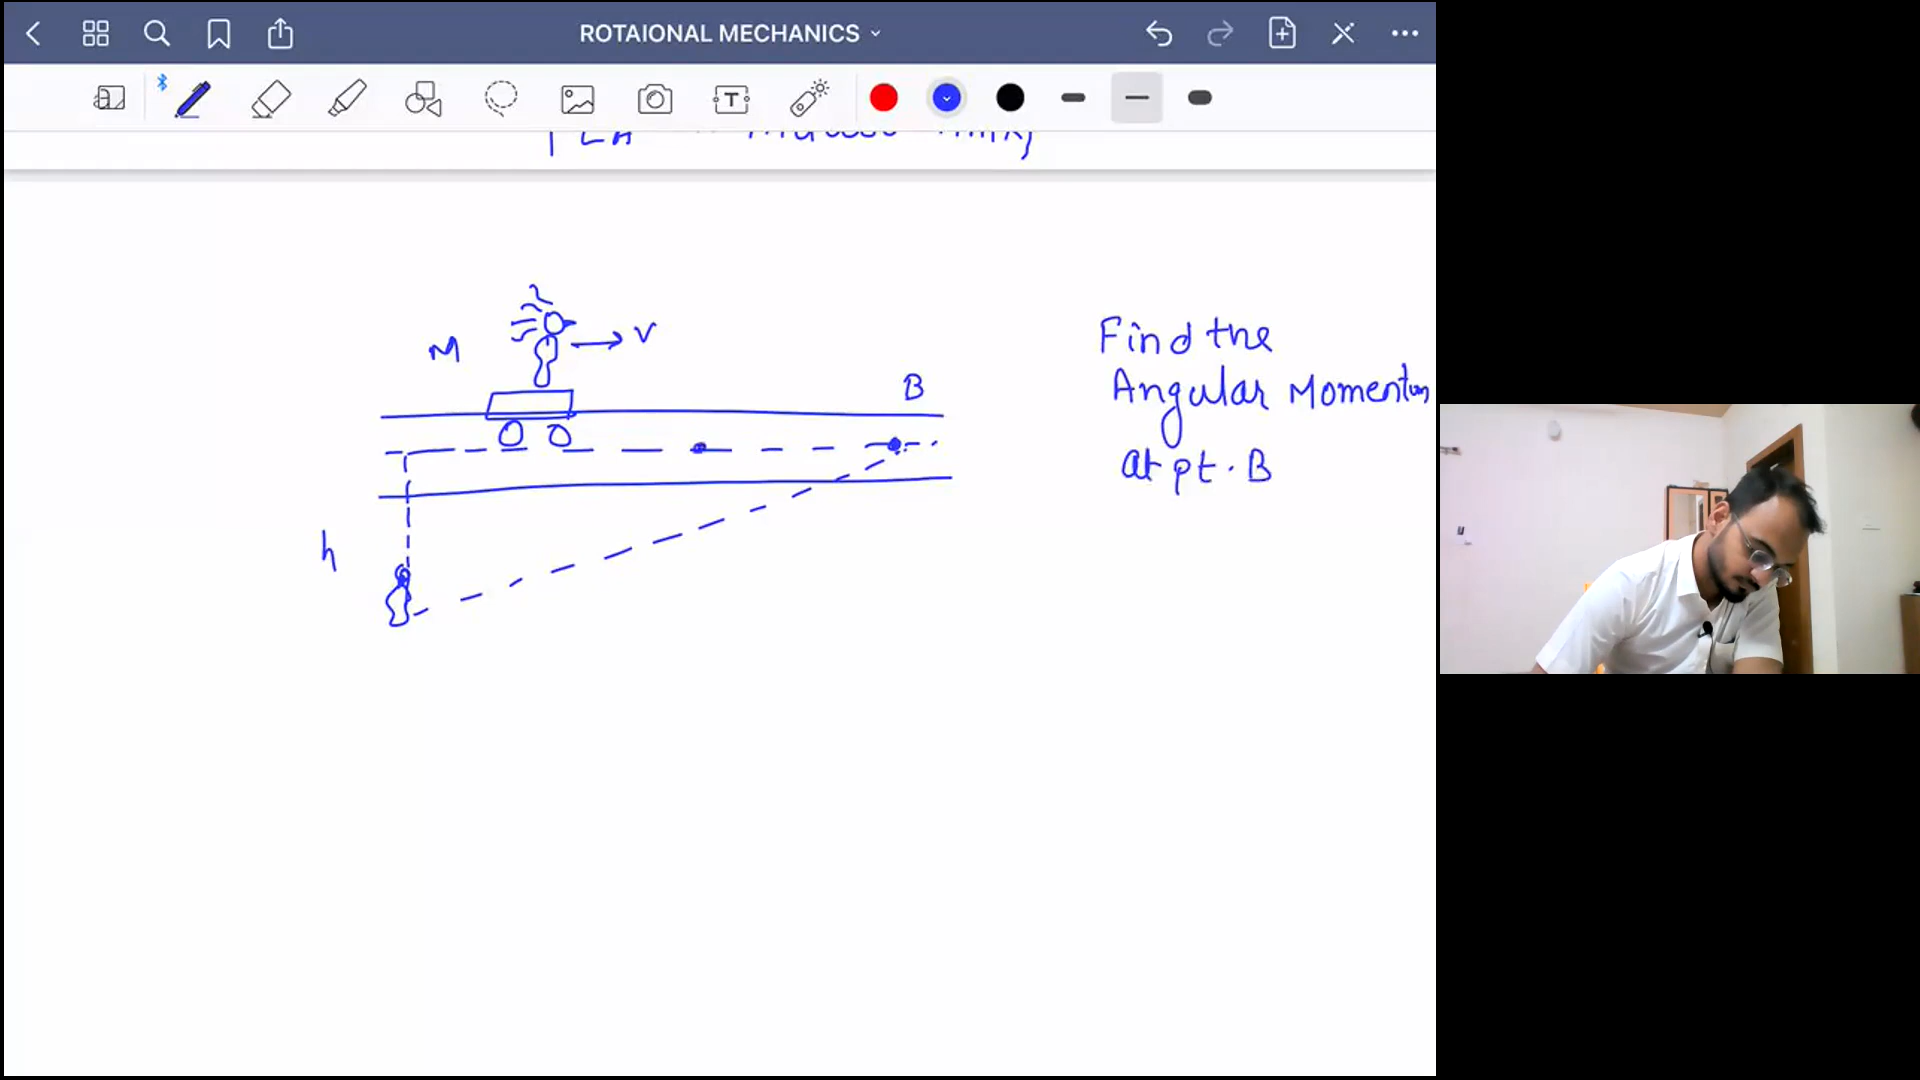 ROTAIONAL MECHANICS
M
V
B
h
Find the
Angular Momentum
at pt. B